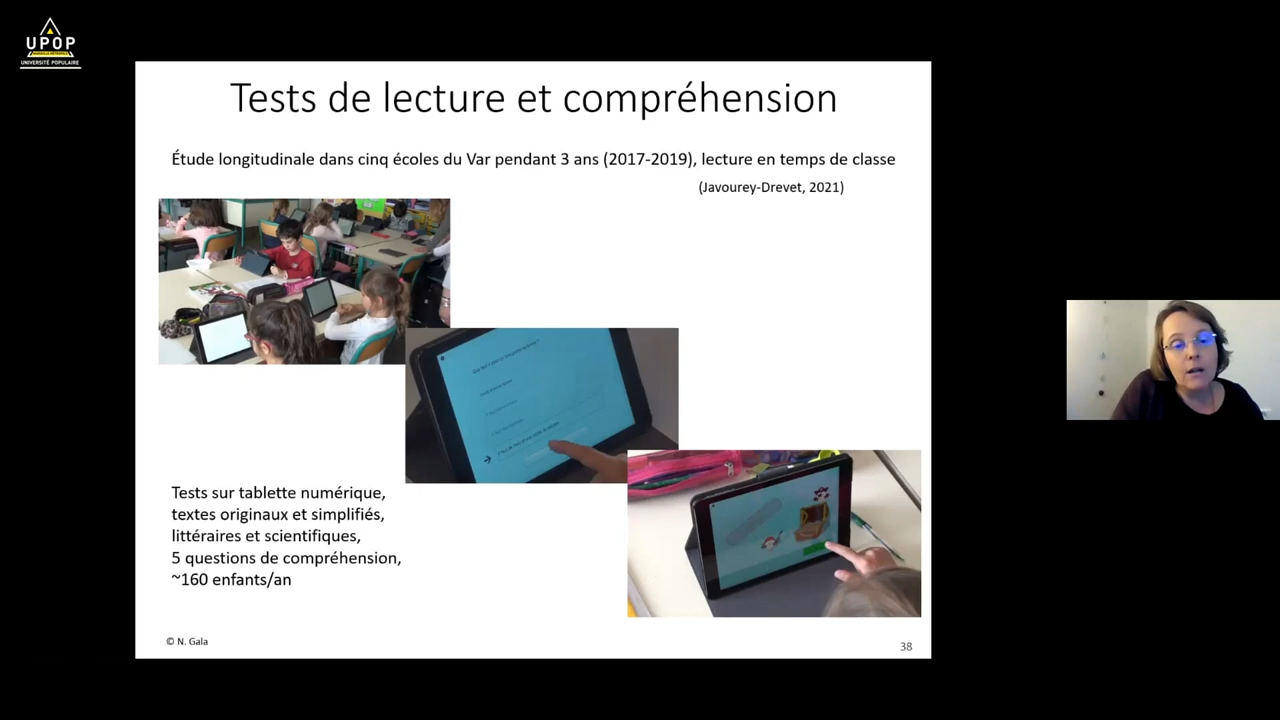 UPOP
UNIVERSITÉ POPULAIRE
Tests de lecture et compréhension
Étude longitudinale dans cinq écoles du Var pendant 3 ans (2017-2019), lecture en temps de classe
(Javourey-Drevet, 2021)
Tests sur tablette numérique,
textes originaux et simplifiés,
littéraires et scientifiques,
5 questions de compréhension,
~160 enfants/an
© N. Gala
38